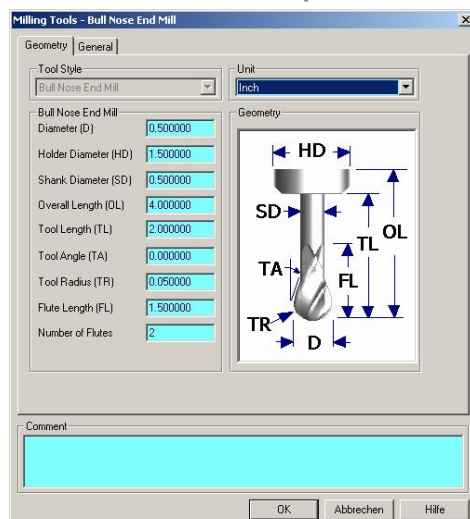 Milling Tools - Bull Nose End Mill
Geometry General
Tool Style
Bull Nose End Mill
Unit
Inch
Bull Nose End Mill
Diameter (D) 0.500000
Holder Diameter (HD) 1.500000
Shank Diameter (SD) 0.500000
Overall Length (OL) 4.000000
Tool Length (TL) 2.000000
Tool Angle (TA) 0.000000
Tool Radius (TR) 0.050000
Flute Length (FL) 1.500000
Number of Flutes 2
Geometry
HD
SD
OL
TL
TA
FL
TR
D
Comment
OK Abbrechen Hilfe